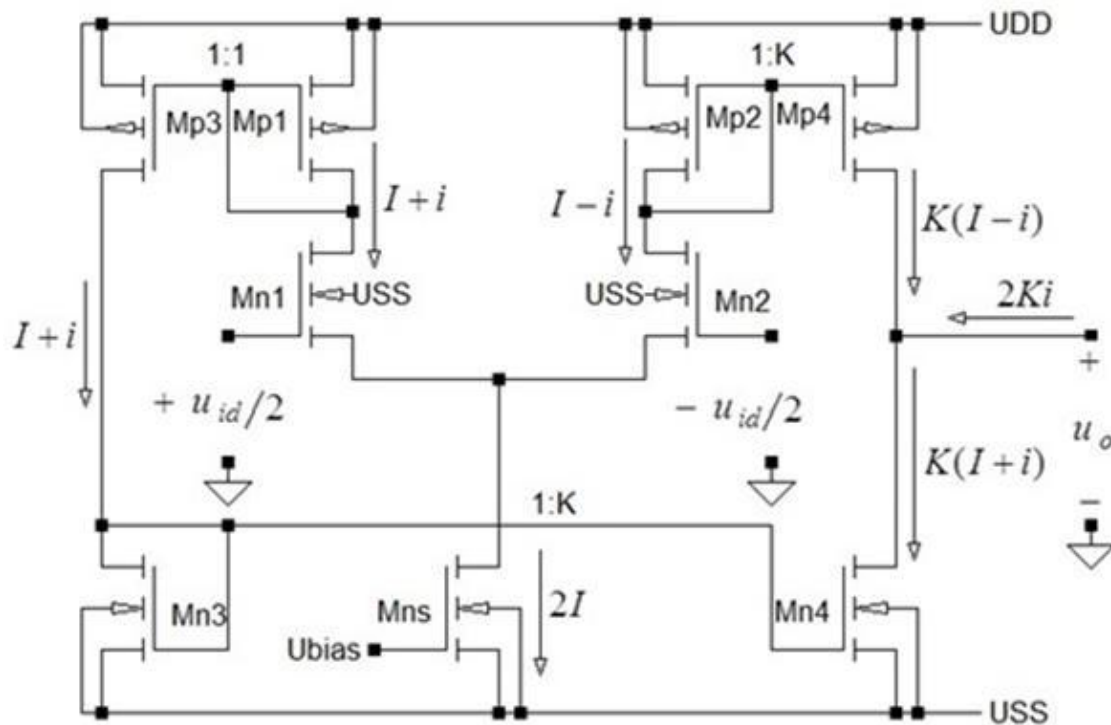 UDD
1:1
1:K
Mp3
Mp1
Mp2
Mp4
I+i
I−i
K(I−i)
Mn1
USS
USS
Mn2
2Ki
I+i
+
+ u_id/2
− u_id/2
u_o
K(I+i)
1:K
−
Mn3
Mns
2I
Mn4
Ubias
USS